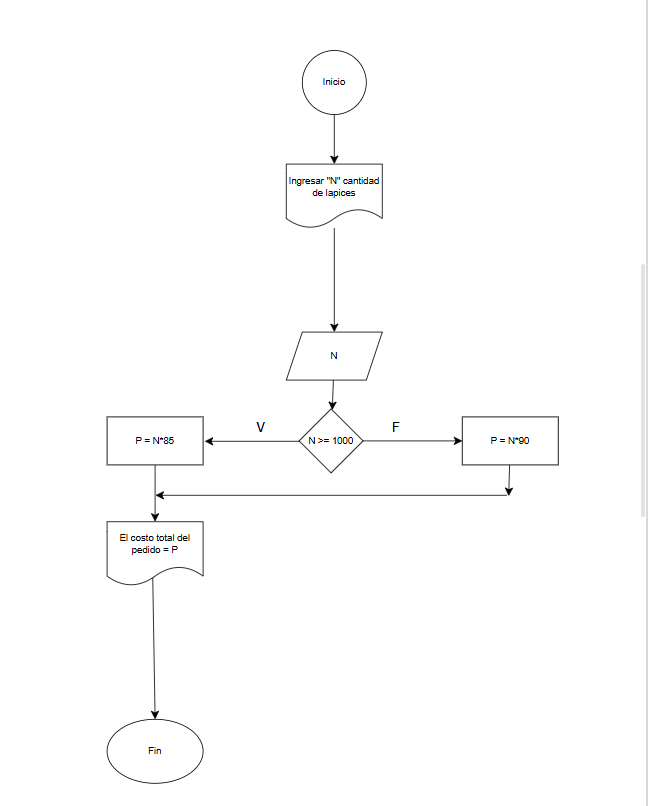 Inicio
Ingresar "N" cantidad
de lapices
N
V
F
P = N*85
N >= 1000
P = N*90
El costo total del
pedido = P
Fin